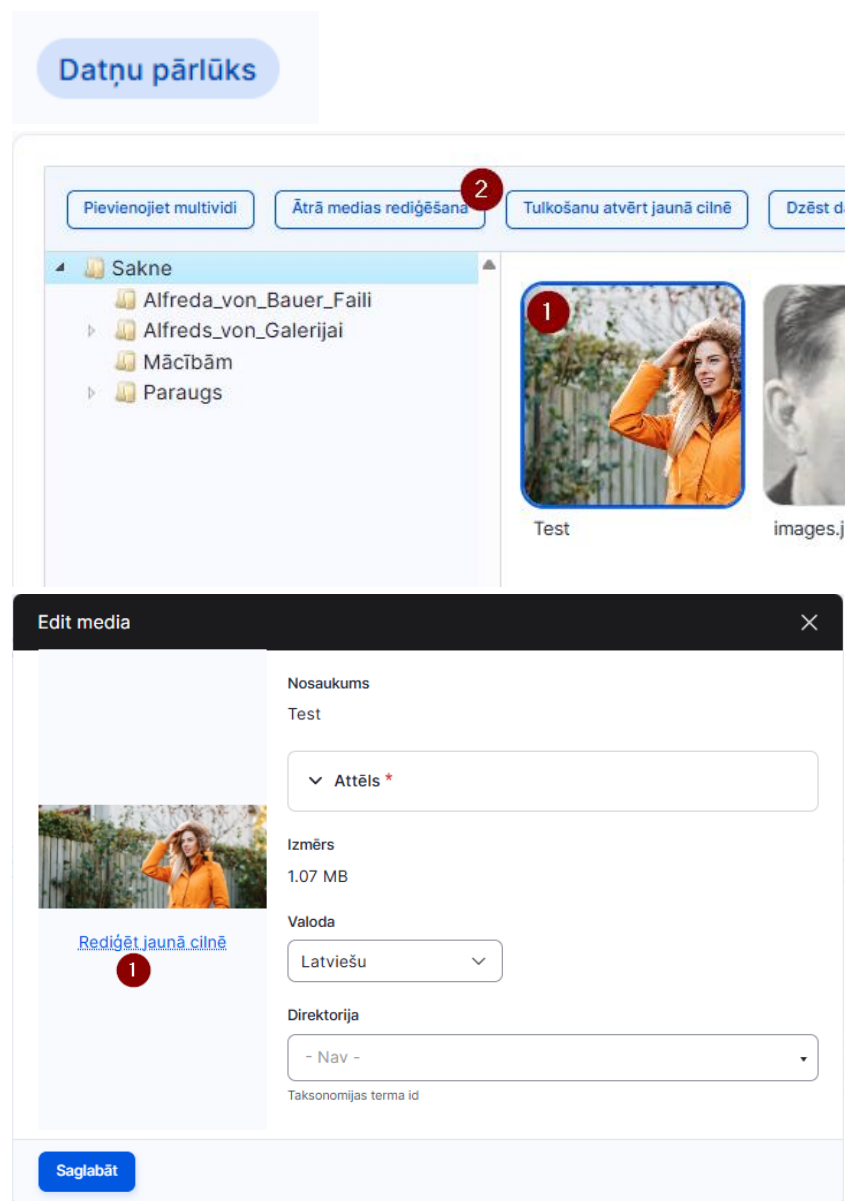 Datņu pārlūks
Pievienojiet multividi
Ātrā medias rediģēšana
2
Tulkošanu atvērt jaunā cilnē
Dzēst d
Sakne
Alfreda_von_Bauer_Faili
Alfreds_von_Galerijai
Mācībām
Paraugs
1
Test
images.j
Edit media
Nosaukums
Test
Attēls *
Izmērs
1.07 MB
Rediģēt jaunā cilnē
1
Valoda
Latviešu
Direktorija
- Nav -
Taksonomijas terma id
Saglabāt